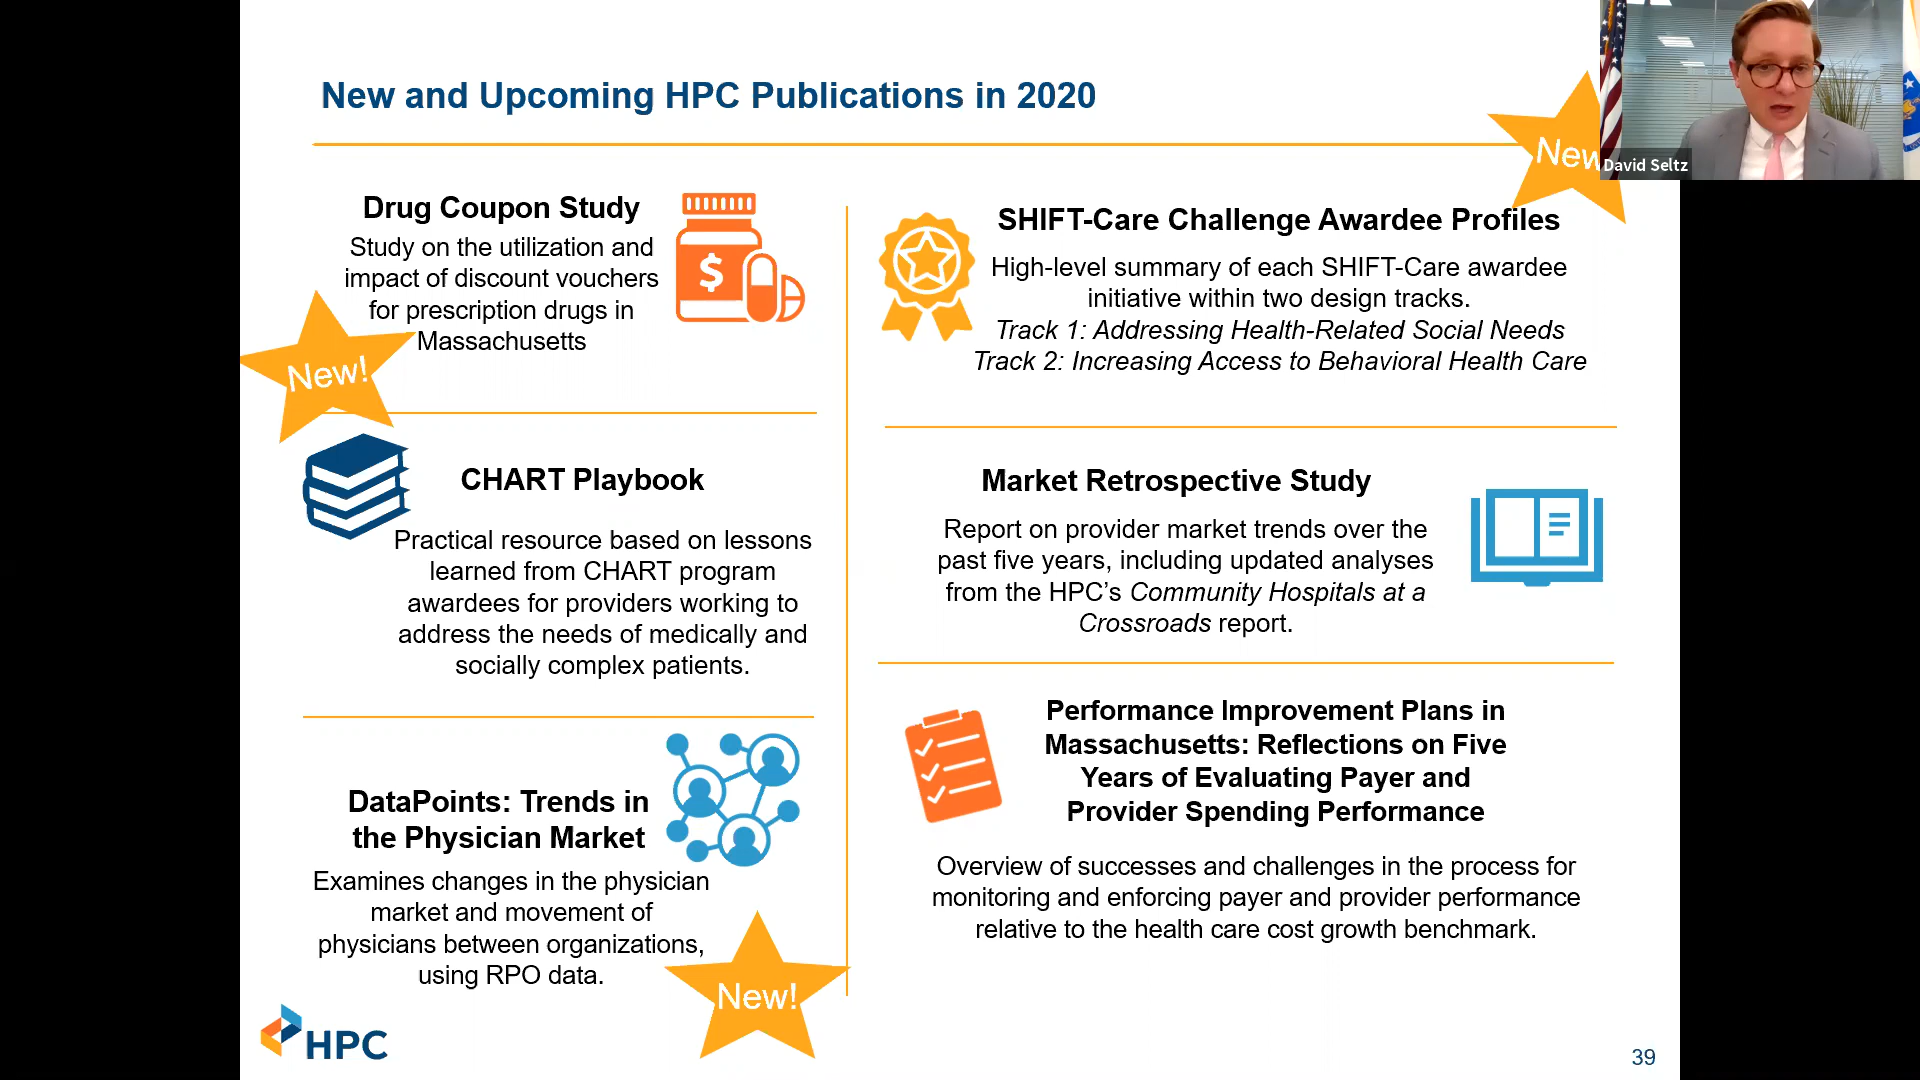 New and Upcoming HPC Publications in 2020
David Seltz
New
Drug Coupon Study
Study on the utilization and
impact of discount vouchers
for prescription drugs in
Massachusetts
$
New!
CHART Playbook
Practical resource based on lessons
learned from CHART program
awardees for providers working to
address the needs of medically and
socially complex patients.
DataPoints: Trends in
the Physician Market
Examines changes in the physician
market and movement of
physicians between organizations,
using RPO data.
New!
SHIFT-Care Challenge Awardee Profiles
High-level summary of each SHIFT-Care awardee
initiative within two design tracks.
Track 1: Addressing Health-Related Social Needs
Track 2: Increasing Access to Behavioral Health Care
Market Retrospective Study
Report on provider market trends over the
past five years, including updated analyses
from the HPC’s Community Hospitals at a
Crossroads report.
Performance Improvement Plans in
Massachusetts: Reflections on Five
Years of Evaluating Payer and
Provider Spending Performance
Overview of successes and challenges in the process for
monitoring and enforcing payer and provider performance
relative to the health care cost growth benchmark.
HPC
39